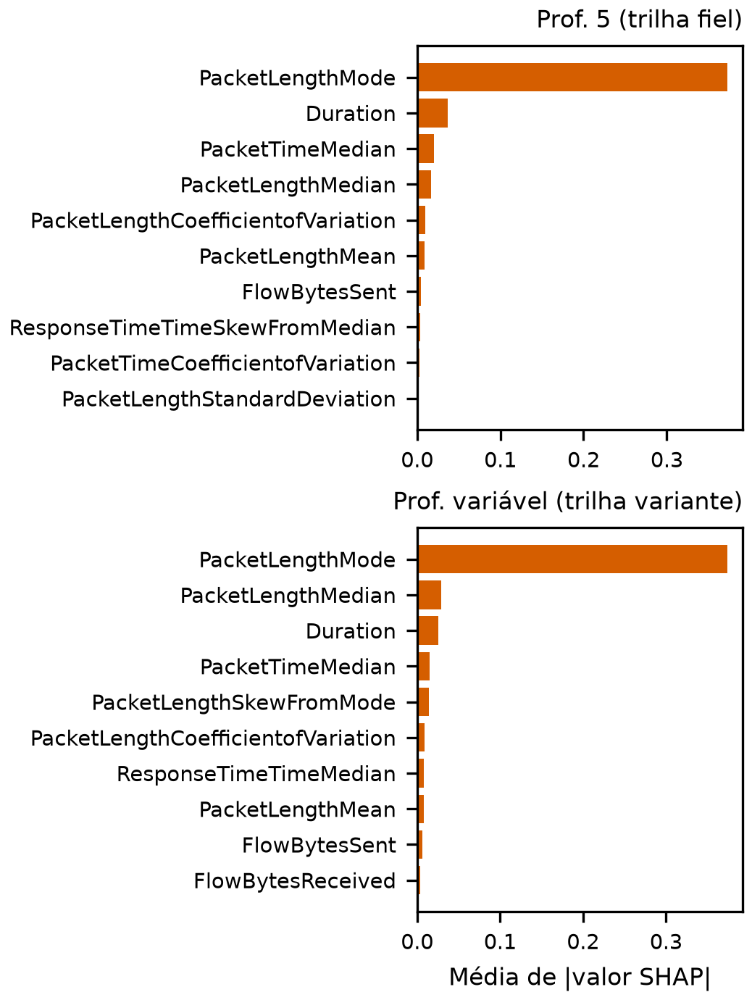 Prof. 5 (trilha fiel)
PacketLengthMode
Duration
PacketTimeMedian
PacketLengthMedian
PacketLengthCoefficientofVariation
PacketLengthMean
FlowBytesSent
ResponseTimeTimeSkewFromMedian
PacketTimeCoefficientofVariation
PacketLengthStandardDeviation
0.0 0.1 0.2 0.3
Prof. variável (trilha variante)
PacketLengthMode
PacketLengthMedian
Duration
PacketTimeMedian
PacketLengthSkewFromMode
PacketLengthCoefficientofVariation
ResponseTimeTimeMedian
PacketLengthMean
FlowBytesSent
FlowBytesReceived
0.0 0.1 0.2 0.3
Média de |valor SHAP|